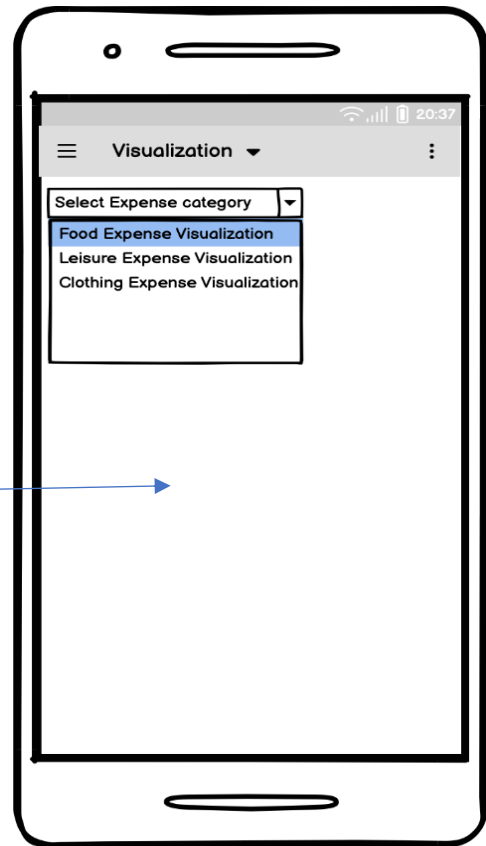 20:37
Visualization
Select Expense category
Food Expense Visualization
Leisure Expense Visualization
Clothing Expense Visualization